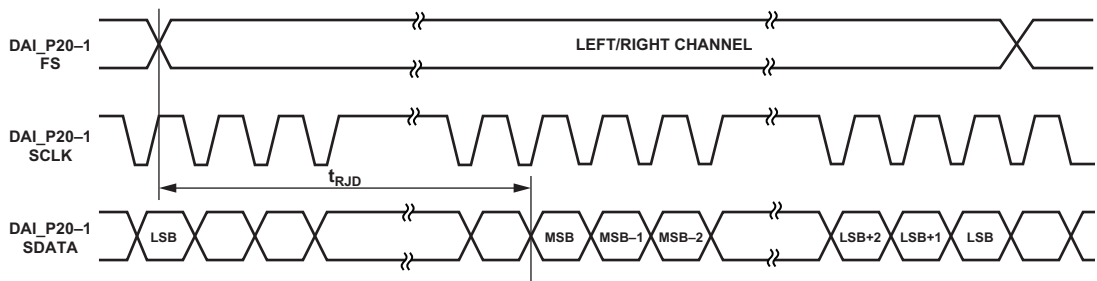 DAI_P20–1
FS
LEFT/RIGHT CHANNEL
DAI_P20–1
SCLK
tRJD
DAI_P20–1
SDATA
LSB
MSB
MSB–1
MSB–2
LSB+2
LSB+1
LSB